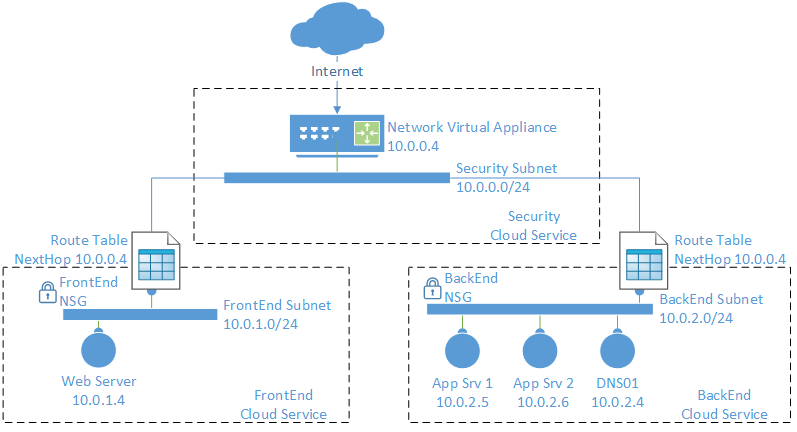 Internet
Network Virtual Appliance
10.0.0.4
Security Subnet
10.0.0.0/24
Security
Cloud Service
Route Table
NextHop 10.0.0.4
Route Table
NextHop 10.0.0.4
FrontEnd
NSG
FrontEnd Subnet
10.0.1.0/24
Web Server
10.0.1.4
FrontEnd
Cloud Service
BackEnd
NSG
BackEnd Subnet
10.0.2.0/24
App Srv 1
10.0.2.5
App Srv 2
10.0.2.6
DNS01
10.0.2.4
BackEnd
Cloud Service